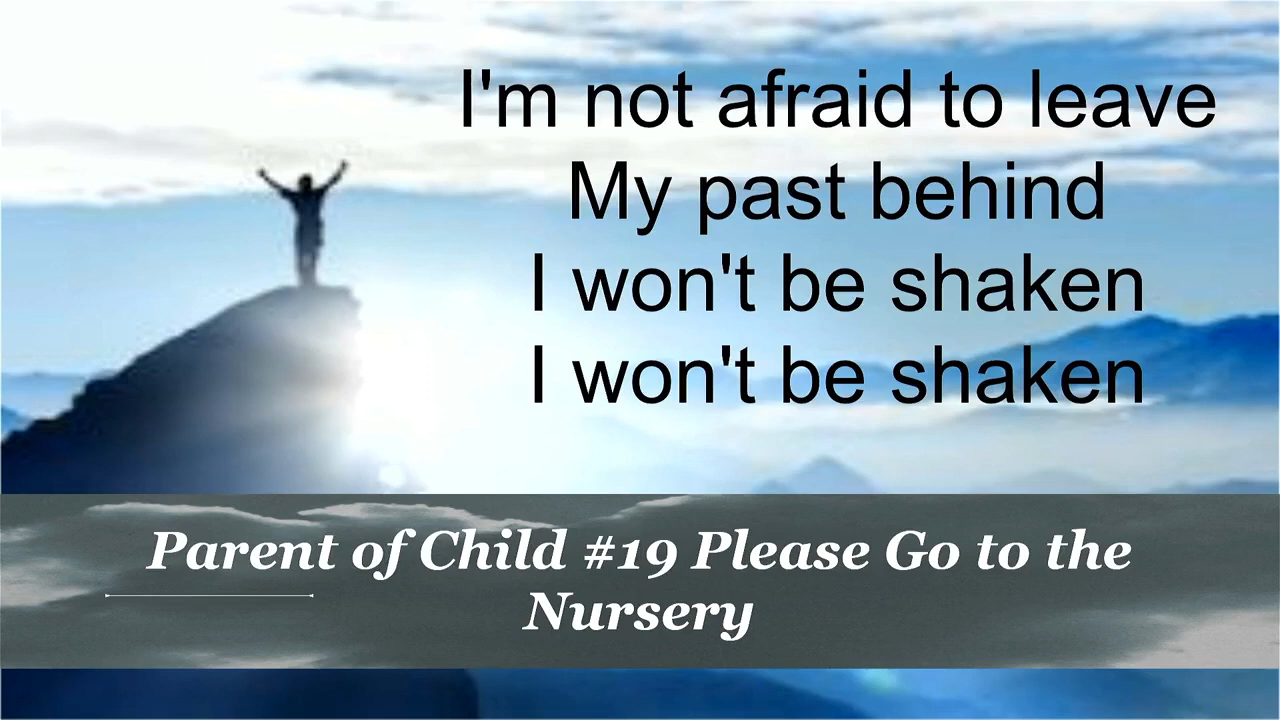 I'm not afraid to leave
My past behind
I won't be shaken
I won't be shaken
Parent of Child #19 Please Go to the
Nursery